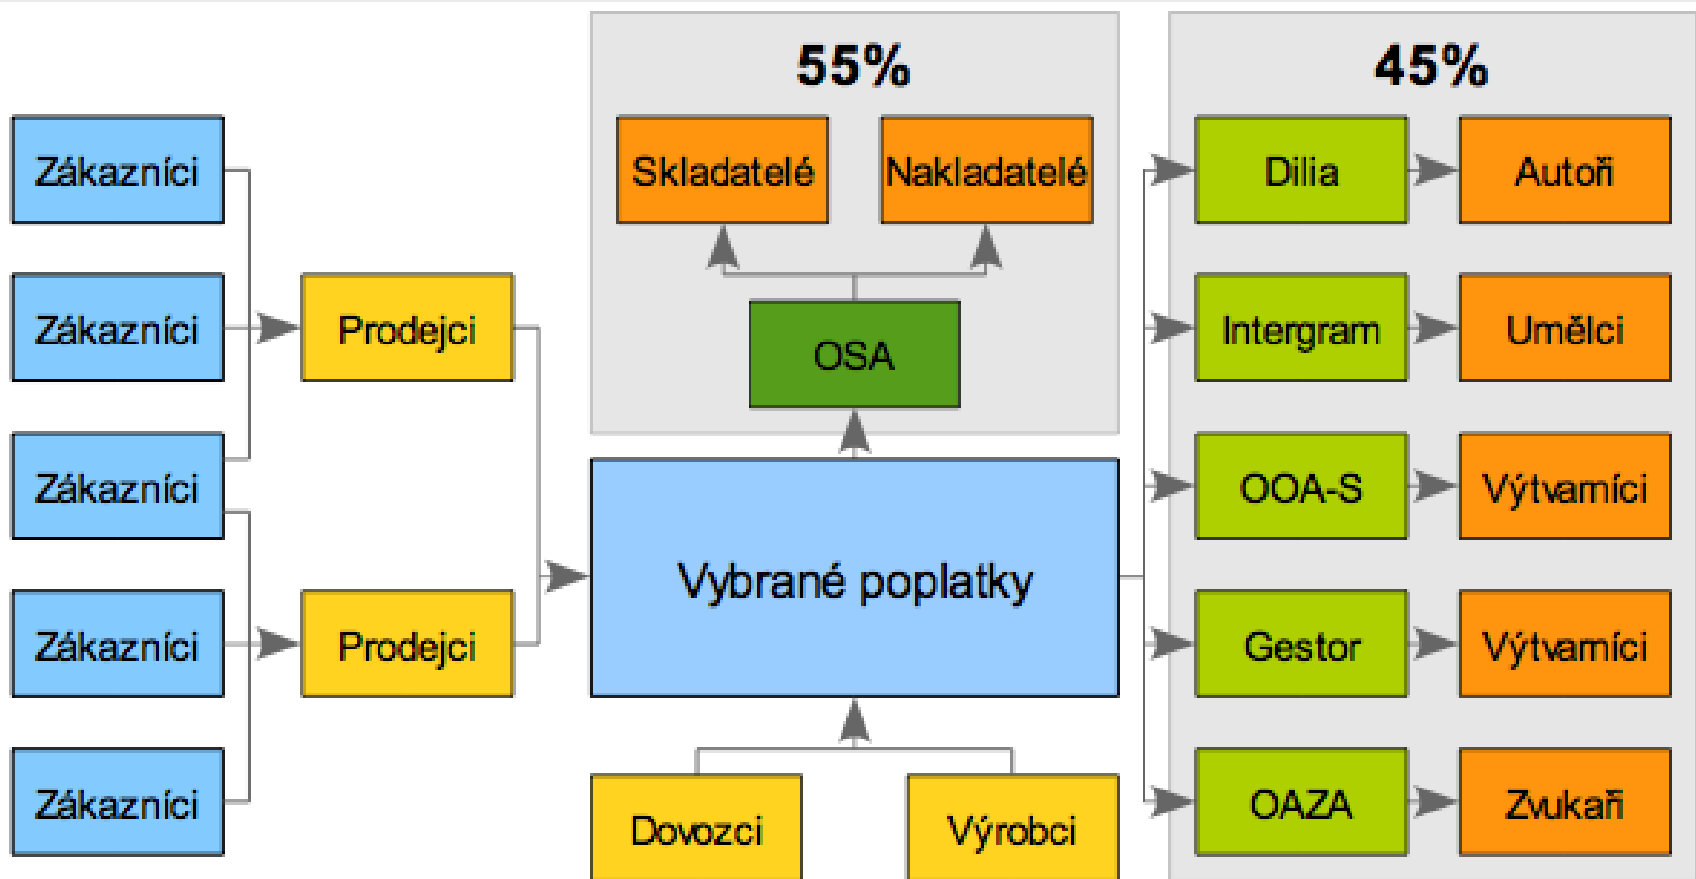 55%
45%
Zákazníci
Skladatelé
Nakladatelé
Dilia
Autoři
Zákazníci
Prodejci
OSA
Intergram
Umělci
Zákazníci
OOA-S
Výtvarníci
Vybrané poplatky
Zákazníci
Prodejci
Gestor
Výtvarníci
Zákazníci
Dovozci
Výrobci
OAZA
Zvukaři